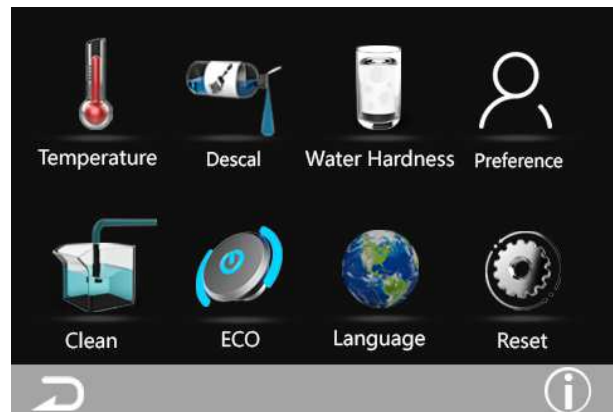 Temperature
Descal
Water Hardness
Preference
Clean
ECO
Language
Reset